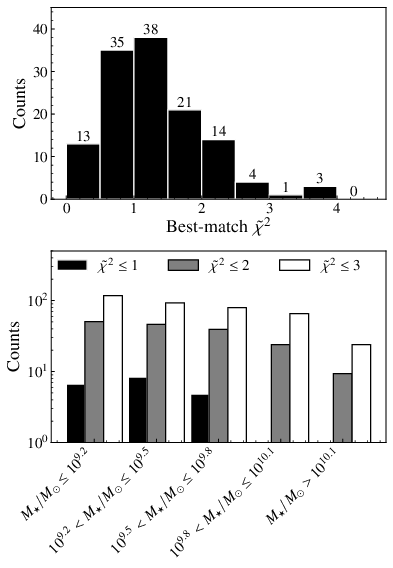 40
30
20
10
0
Counts
13
35
38
21
14
4
1
3
0
0 1 2 3 4
Best-match χ̃²
χ̃² ≤ 1 χ̃² ≤ 2 χ̃² ≤ 3
10²
10¹
10⁰
Counts
M⋆/M⊙ ≤ 10^9.2
10^9.2 < M⋆/M⊙ ≤ 10^9.5
10^9.5 < M⋆/M⊙ ≤ 10^9.8
10^9.8 < M⋆/M⊙ ≤ 10^10.1
M⋆/M⊙ > 10^10.1